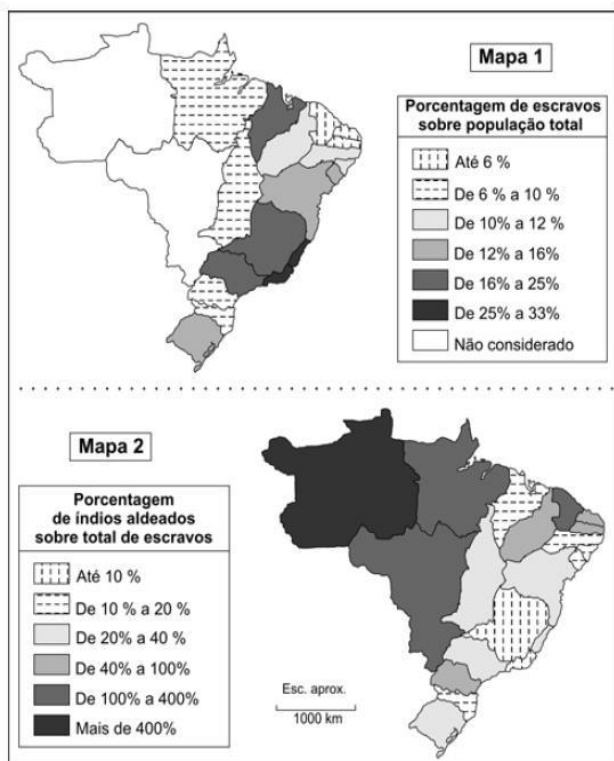 Mapa 1
Porcentagem de escravos
sobre população total
Até 6 %
De 6 % a 10 %
De 10% a 12 %
De 12% a 16%
De 16% a 25%
De 25% a 33%
Não considerado
Mapa 2
Porcentagem
de índios aldeados
sobre total de escravos
Até 10 %
De 10 % a 20 %
De 20% a 40 %
De 40% a 100%
De 100% a 400%
Mais de 400%
Esc. aprox.
1000 km